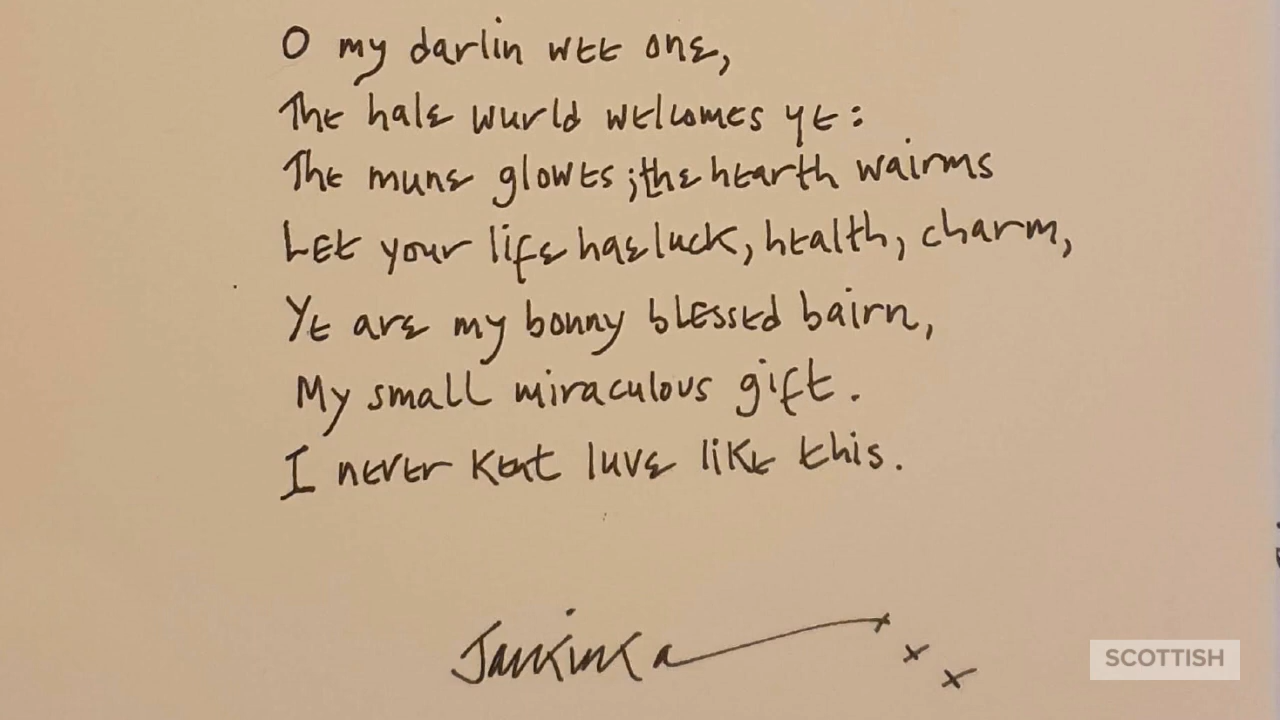 O my darlin wee one,
The hale wurld welcomes ye:
The mune glowes; the hearth wairms
Let your life hae luck, health, charm,
Ye are my bonny blessed bairn,
My small miraculous gift.
I never kent luve like this.
x
x
x
SCOTTISH